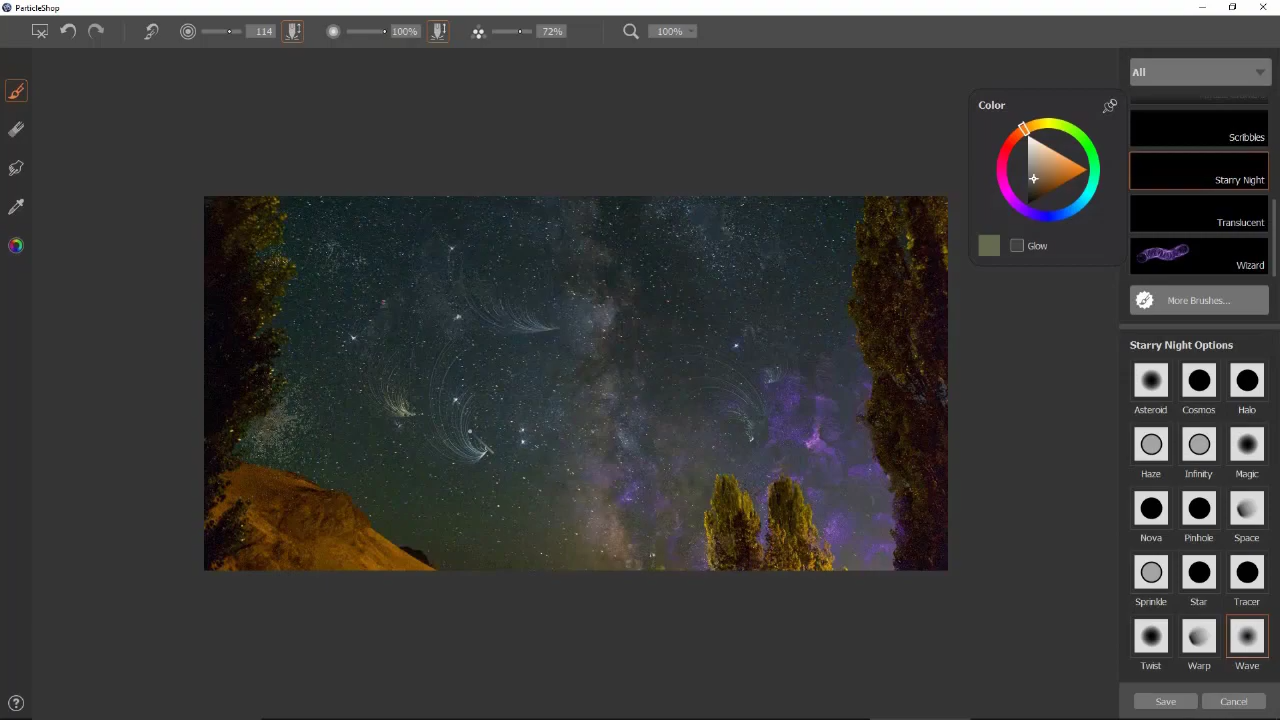 ParticleShop
114
100%
72%
100%
All
Color
Scribbles
Starry Night
Translucent
Glow
Wizard
More Brushes...
Starry Night Options
Asteroid Cosmos Halo
Haze Infinity Magic
Nova Pinhole Space
Sprinkle Star Tracer
Twist Warp Wave
Save Cancel